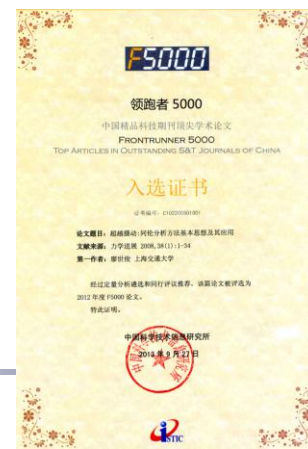 F5000
领跑者 5000
中国精品科技期刊顶尖学术论文
FRONTRUNNER 5000
TOP ARTICLES IN OUTSTANDING S&T JOURNALS OF CHINA
入选证书
论文题目：超越摄动：同伦分析方法基本思想及其应用
文献来源：力学进展 2008,38(1):1-34
第一作者：廖世俊 上海交通大学
经过定量分析遴选和同行评议推荐，该篇论文被评选为
2012 年度 F5000 论文。
特此证明。
中国科学技术信息研究所
2013 年 9 月 27 日
ISTIC